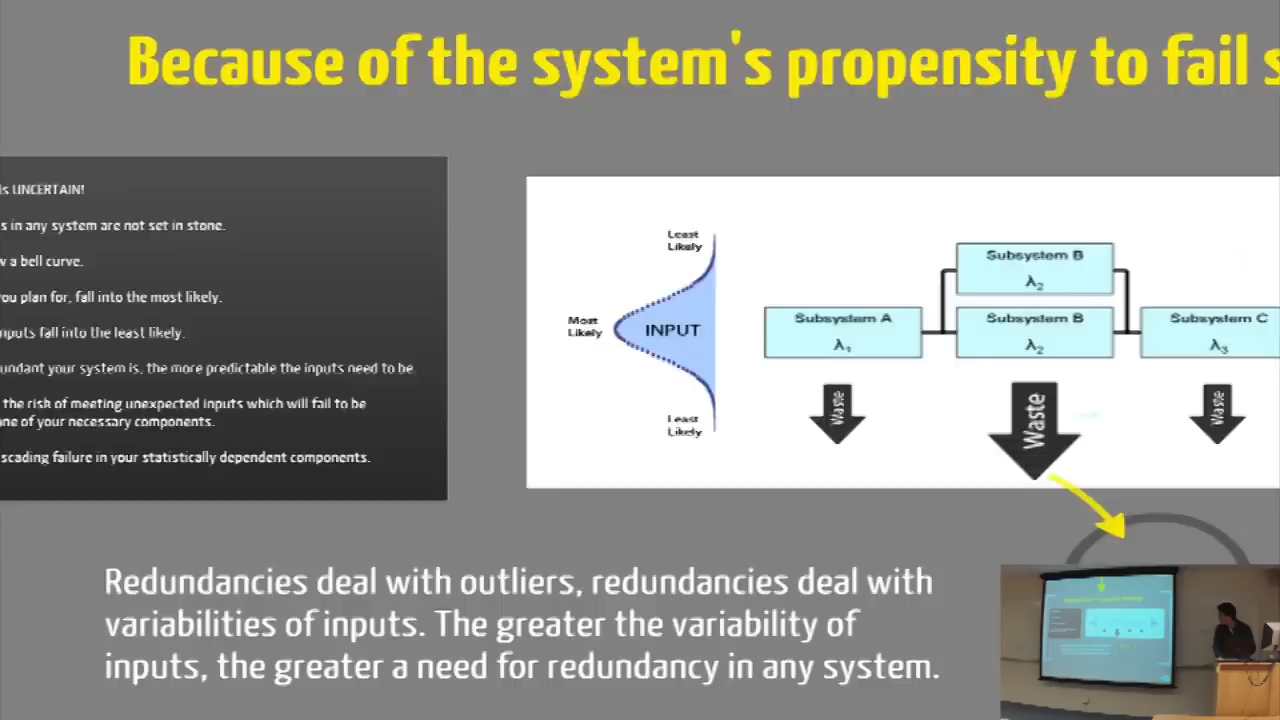 Because of the system's propensity to fail s
is UNCERTAIN!
s in any system are not set in stone.
w a bell curve.
you plan for, fall into the most likely.
nputs fall into the least likely.
undant your system is, the more predictable the inputs need to be
the risk of meeting unexpected inputs which will fail to be
one of your necessary components.
scading failure in your statistically dependent components.
Least
Likely
Most
Likely
INPUT
Least
Likely
Subsystem B
λ2
Subsystem A
λ1
Subsystem B
λ2
Subsystem C
λ3
Waste
Waste
Waste
Redundancies deal with outliers, redundancies deal with
variabilities of inputs. The greater the variability of
inputs, the greater a need for redundancy in any system.